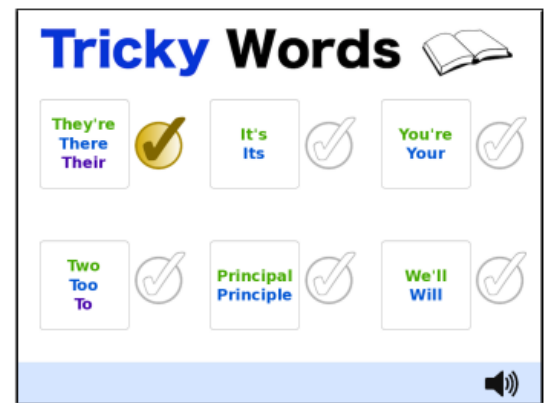 Tricky Words
They're
There
Their
It's
Its
You're
Your
Two
Too
To
Principal
Principle
We'll
Will